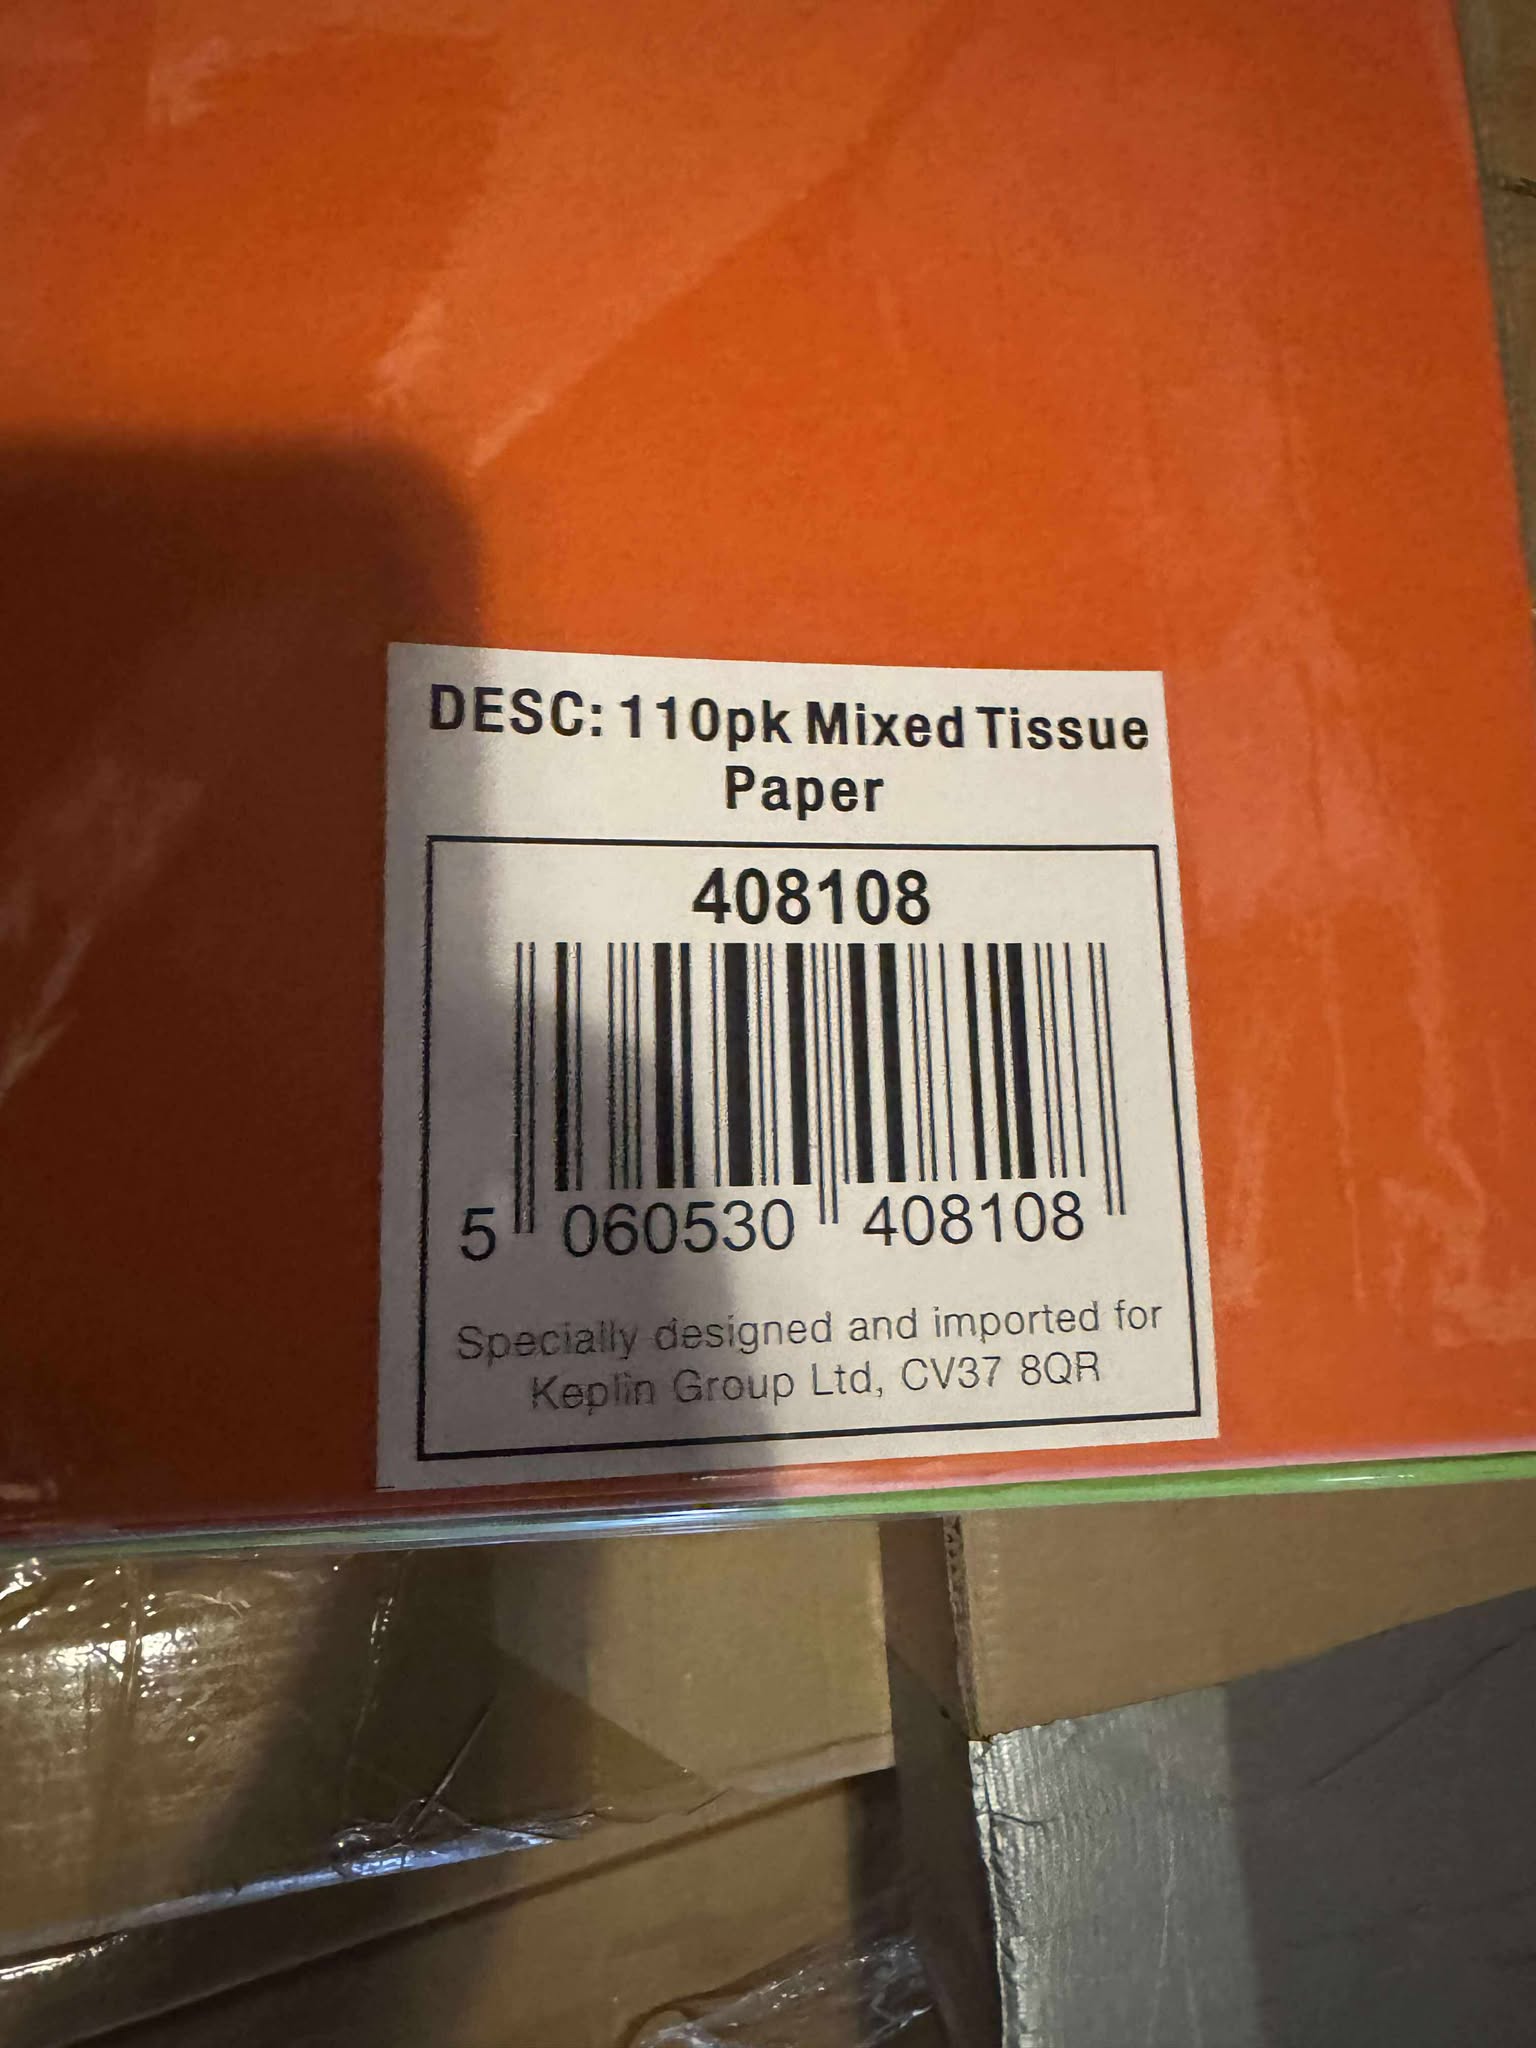 DESC: 110pk Mixed Tissue
Paper
408108
5 060530 408108
Specially designed and imported for
Keplin Group Ltd, CV37 8QR